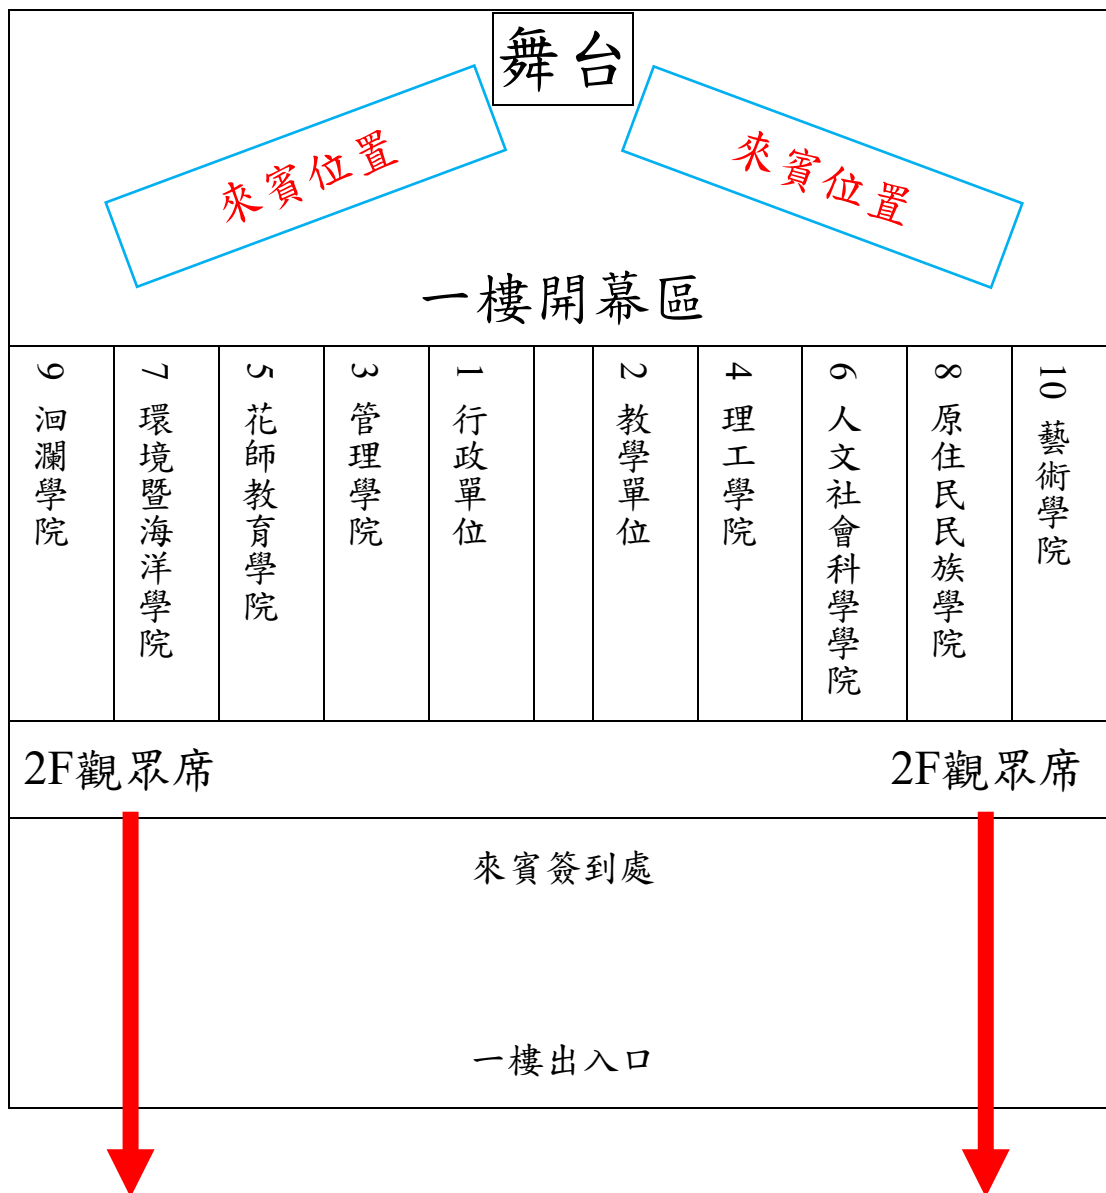 舞台
來賓位置
來賓位置
一樓開幕區
9 洄瀾學院
7 環境暨海洋學院
5 花師教育學院
3 管理學院
1 行政單位
2 教學單位
4 理工學院
6 人文社會科學學院
8 原住民民族學院
10 藝術學院
2F觀眾席
2F觀眾席
來賓簽到處
一樓出入口